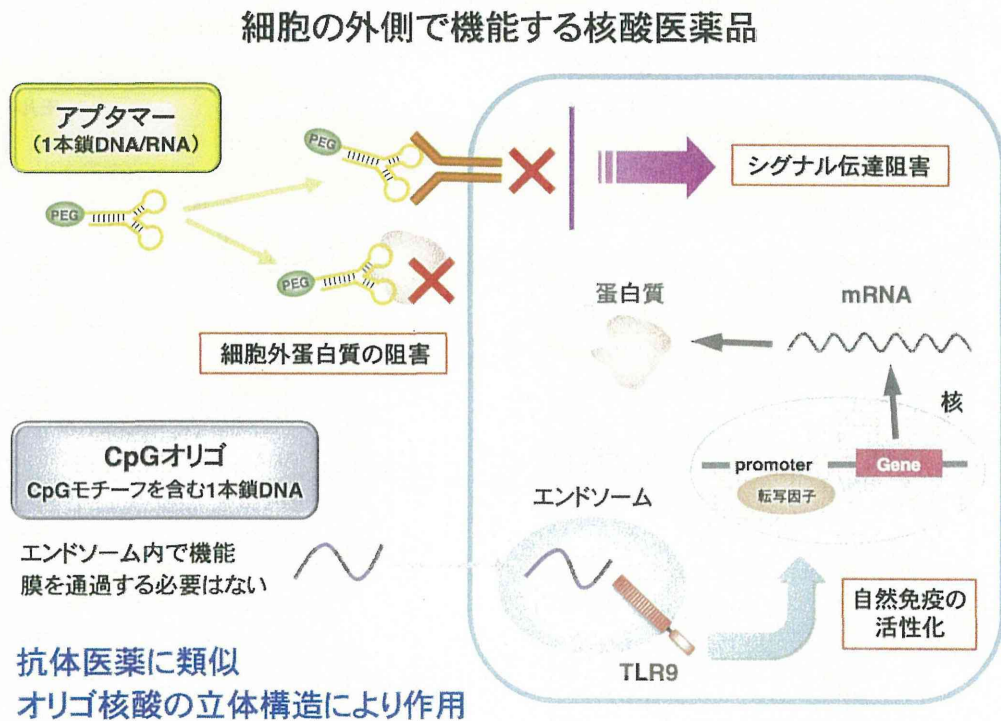 細胞の外側で機能する核酸医薬品
アプタマー
（1本鎖DNA/RNA）
PEG
PEG
PEG
シグナル伝達阻害
細胞外蛋白質の阻害
蛋白質
mRNA
核
promoter
Gene
転写因子
CpGオリゴ
CpGモチーフを含む1本鎖DNA
エンドソーム内で機能
膜を通過する必要はない
エンドソーム
TLR9
自然免疫の
活性化
抗体医薬に類似
オリゴ核酸の立体構造により作用